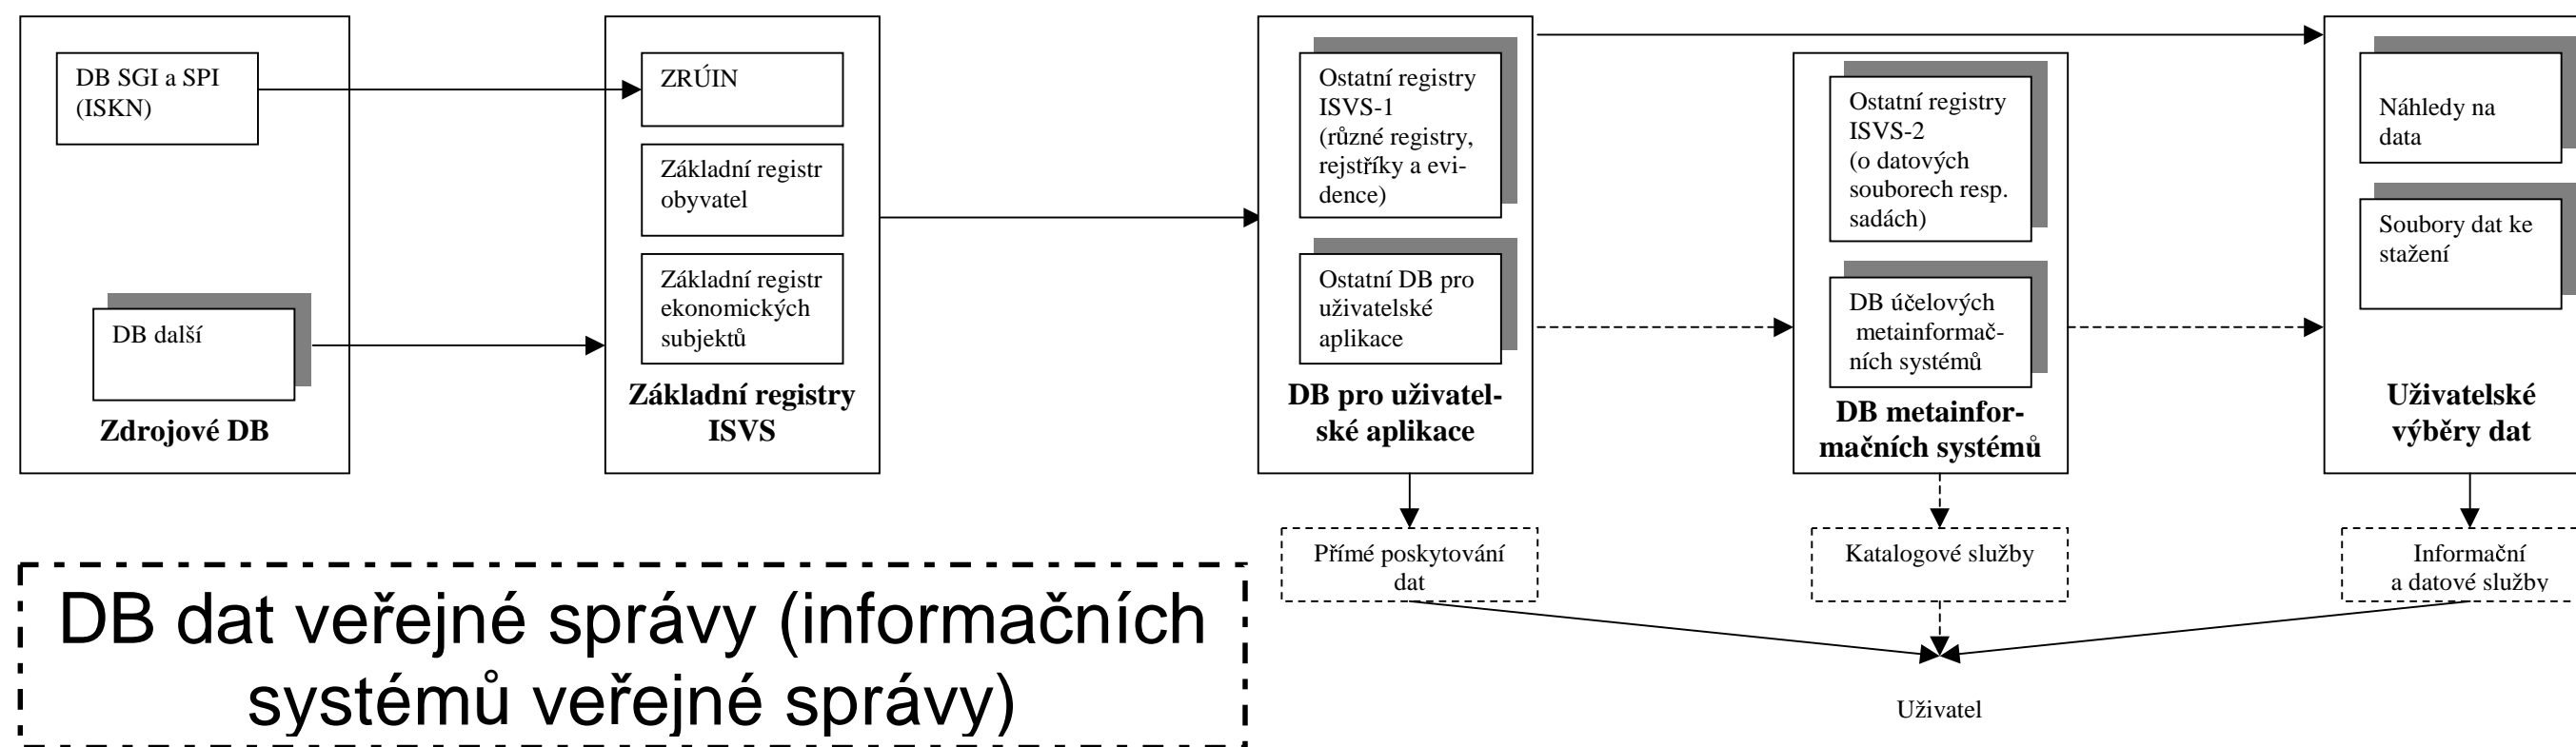 DB SGI a SPI
(ISKN)
DB další
Zdrojové DB
ZRÚIN
Základní registr
obyvatel
Základní registr
ekonomických
subjektů
Základní registry
ISVS
Ostatní registry
ISVS-1
(různé registry,
rejstříky a evi-
dence)
Ostatní DB pro
uživatelské
aplikace
DB pro uživatel-
ské aplikace
Ostatní registry
ISVS-2
(o datových
souborech resp.
sadách)
DB účelových
metainformač-
ních systémů
DB metainfor-
mačních systémů
Náhledy na
data
Soubory dat ke
stažení
Uživatelské
výběry dat
Přímé poskytování
dat
Katalogové služby
Informační
a datové služby
Uživatel
DB dat veřejné správy (informačních
systémů veřejné správy)